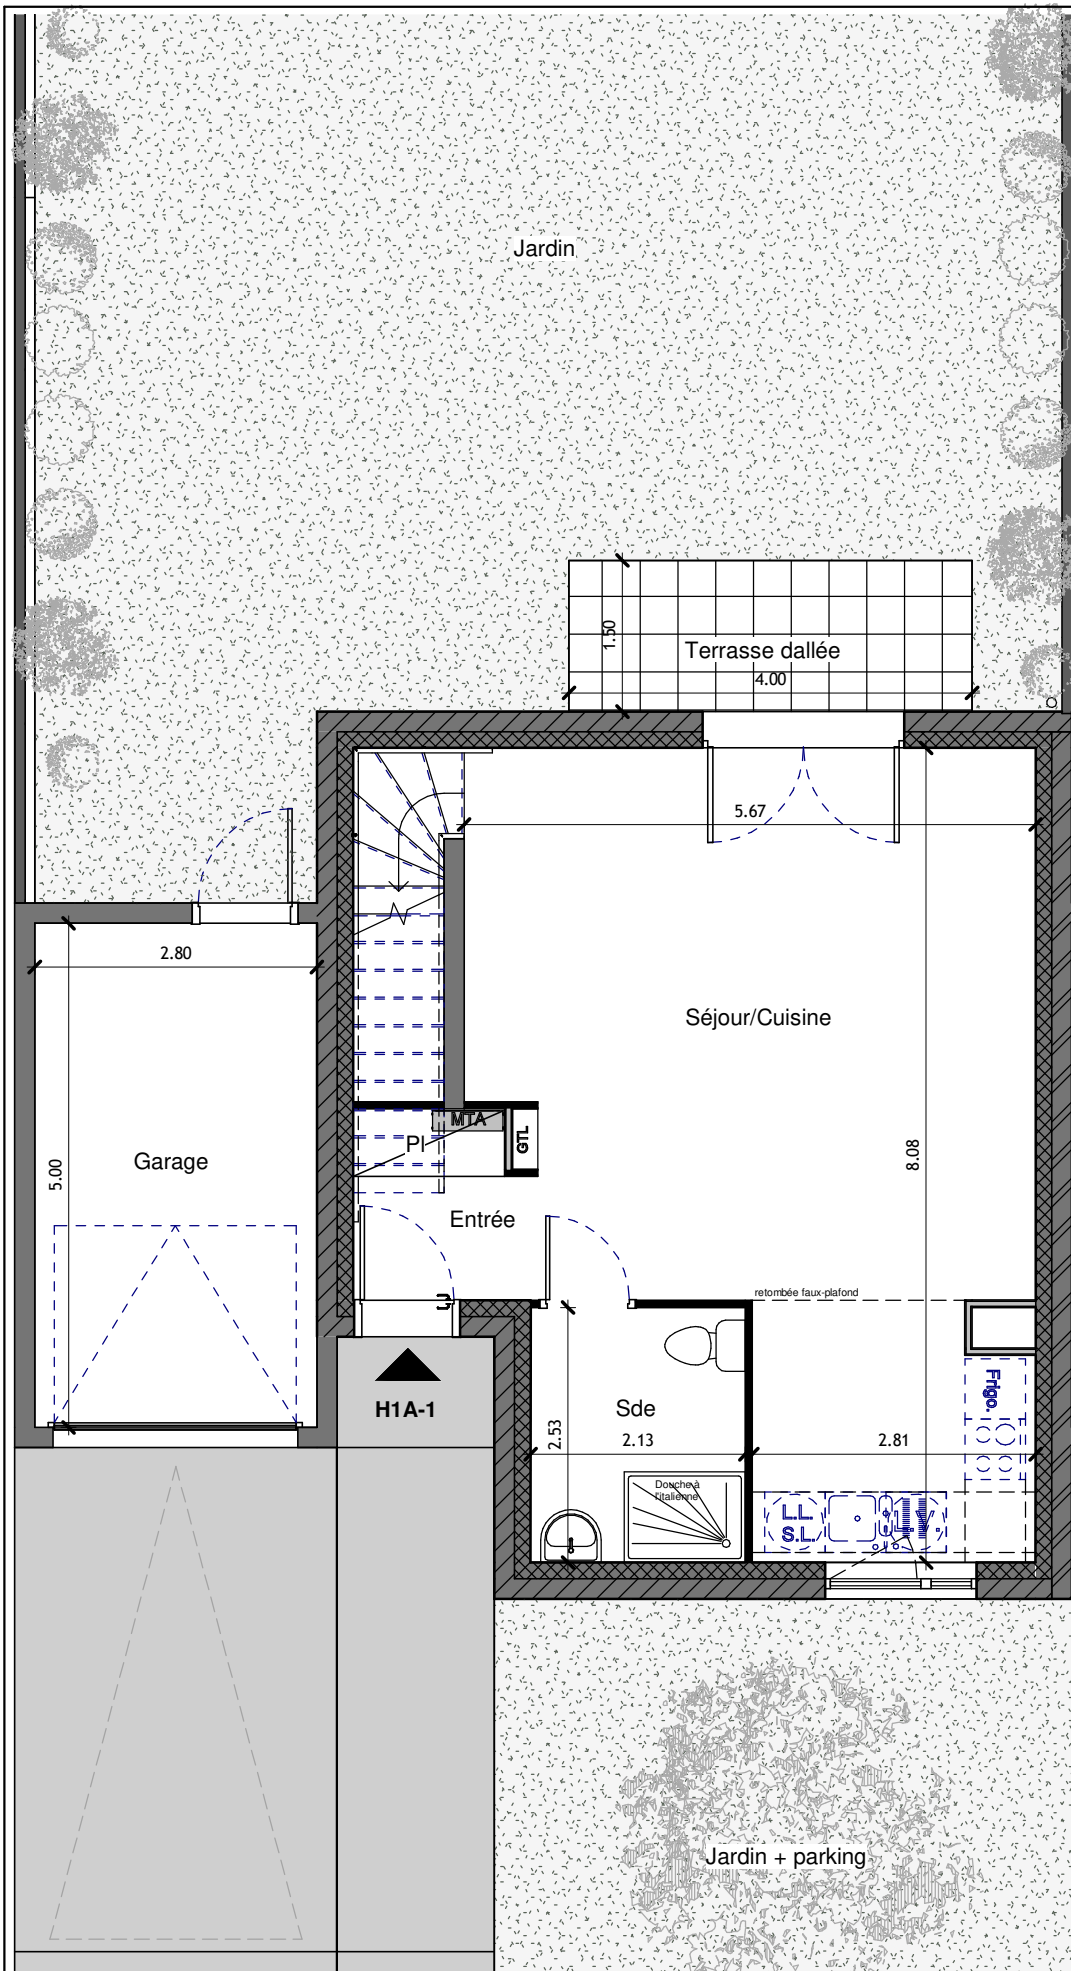 Jardin
1.50
Terrasse dallée
4.00
5.67
2.80
Séjour/Cuisine
MTA
Pl
GTL
8.08
5.00
Garage
Entrée
retombée faux-plafond
Frigo.
H1A-1
Sde
2.53
2.13
2.81
Douche à
l'italienne
L.L.
S.L.
L.V.
Jardin + parking